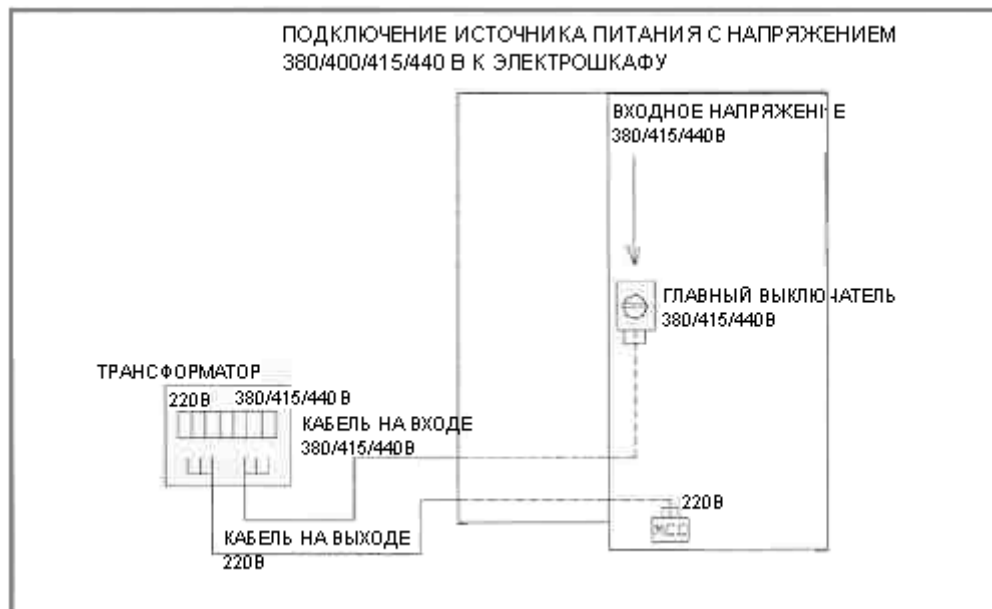 ПОДКЛЮЧЕНИЕ ИСТОЧНИКА ПИТАНИЯ С НАПРЯЖЕНИЕМ
380/400/415/440 В К ЭЛЕКТРОШКАФУ
ВХОДНОЕ НАПРЯЖЕНИЕ
380/415/440В
ГЛАВНЫЙ ВЫКЛЮЧАТЕЛЬ
380/415/440В
ТРАНСФОРМАТОР
220В 380/415/440В
КАБЕЛЬ НА ВХОДЕ
380/415/440В
220В
КАБЕЛЬ НА ВЫХОДЕ
220В